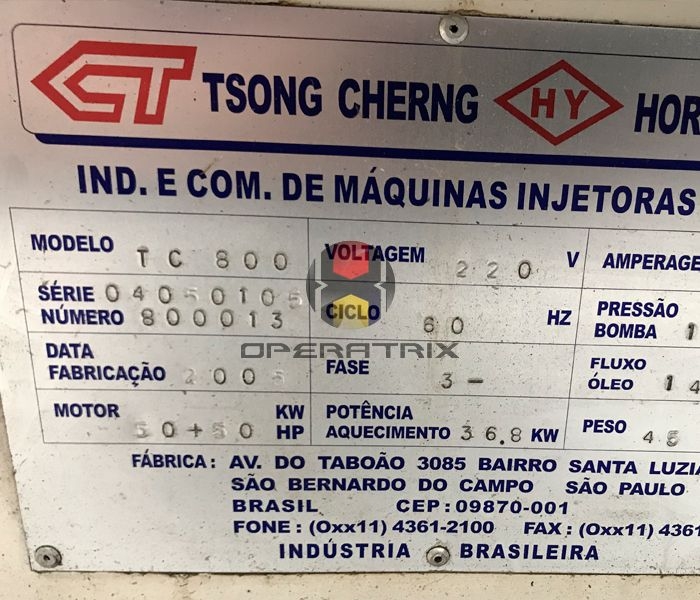 CT TSONG CHERNG HY HOR
IND. E COM. DE MÁQUINAS INJETORAS
MODELO TC 800 VOLTAGEM 220 V AMPERAGE
SÉRIE 04050105 CICLO 60 HZ PRESSÃO
NÚMERO 800013 BOMBA 1
OPERATRIX
DATA FASE 3- FLUXO
FABRICAÇÃO 2005 ÓLEO 14
MOTOR 50+50 KW POTÊNCIA PESO 45
HP AQUECIMENTO 36.8 KW
FÁBRICA: AV. DO TABOÃO 3085 BAIRRO SANTA LUZIA
SÃO BERNARDO DO CAMPO SÃO PAULO
BRASIL CEP:09870-001
FONE: (Oxx11) 4361-2100 FAX: (Oxx11) 4361
INDÚSTRIA BRASILEIRA